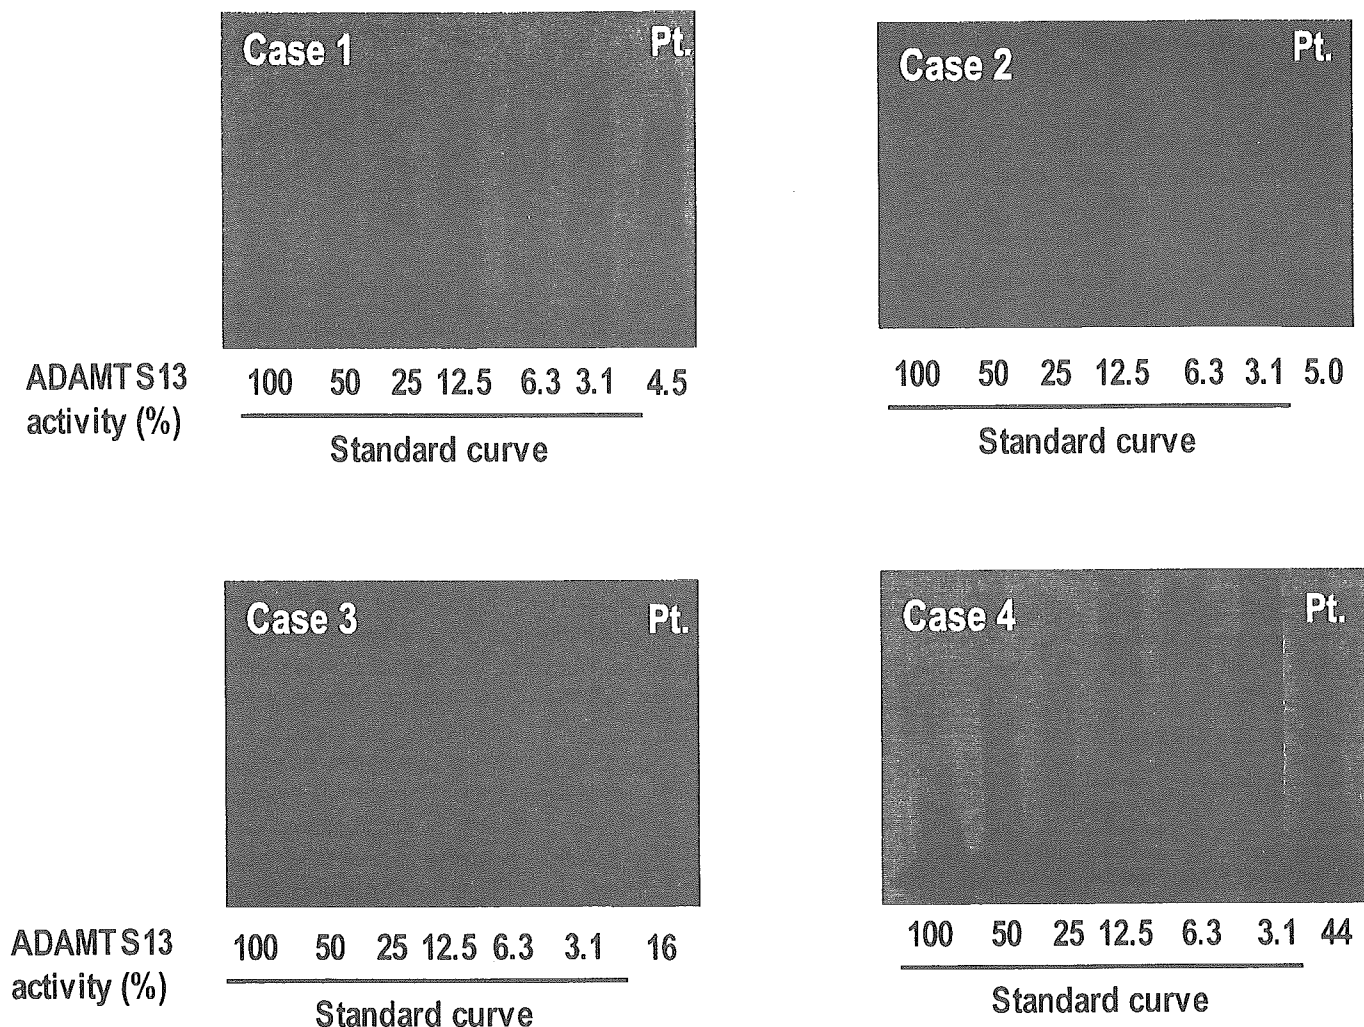 Case 1 Pt.
ADAMTS13 100 50 25 12.5 6.3 3.1 4.5
activity (%)
Standard curve
Case 2 Pt.
100 50 25 12.5 6.3 3.1 5.0
Standard curve
Case 3 Pt.
ADAMTS13 100 50 25 12.5 6.3 3.1 16
activity (%)
Standard curve
Case 4 Pt.
100 50 25 12.5 6.3 3.1 44
Standard curve